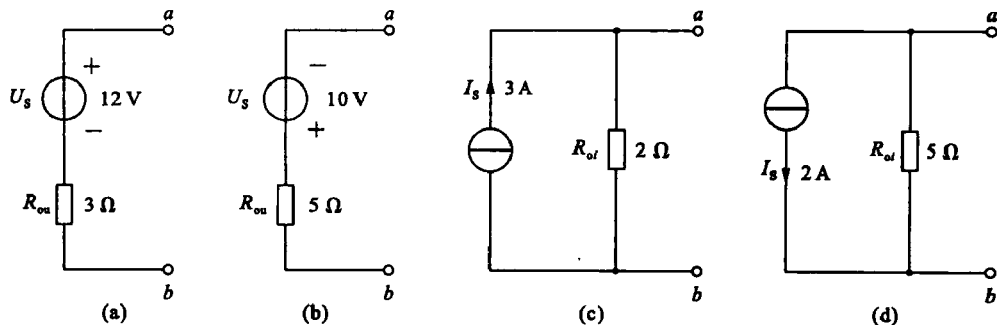 a
+
U_S 12 V
−
R_ou 3 Ω
b
(a)
a
−
U_S 10 V
+
R_ou 5 Ω
b
(b)
a
I_S 3 A
R_oi 2 Ω
b
(c)
a
I_S 2 A
R_oi 5 Ω
b
(d)